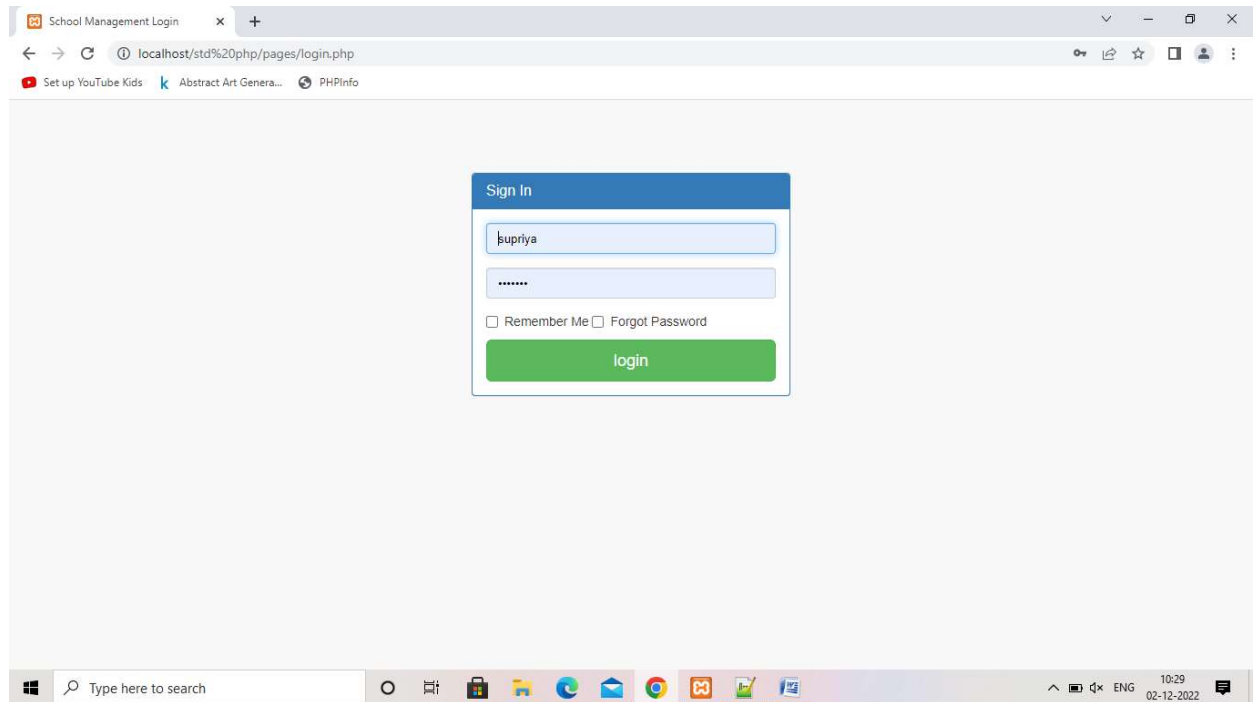 School Management Login
localhost/std%20php/pages/login.php
Set up YouTube Kids Abstract Art Genera... PHPInfo
Sign In
supriya
•••••••
Remember Me Forgot Password
login
Type here to search
ENG
10:29
02-12-2022